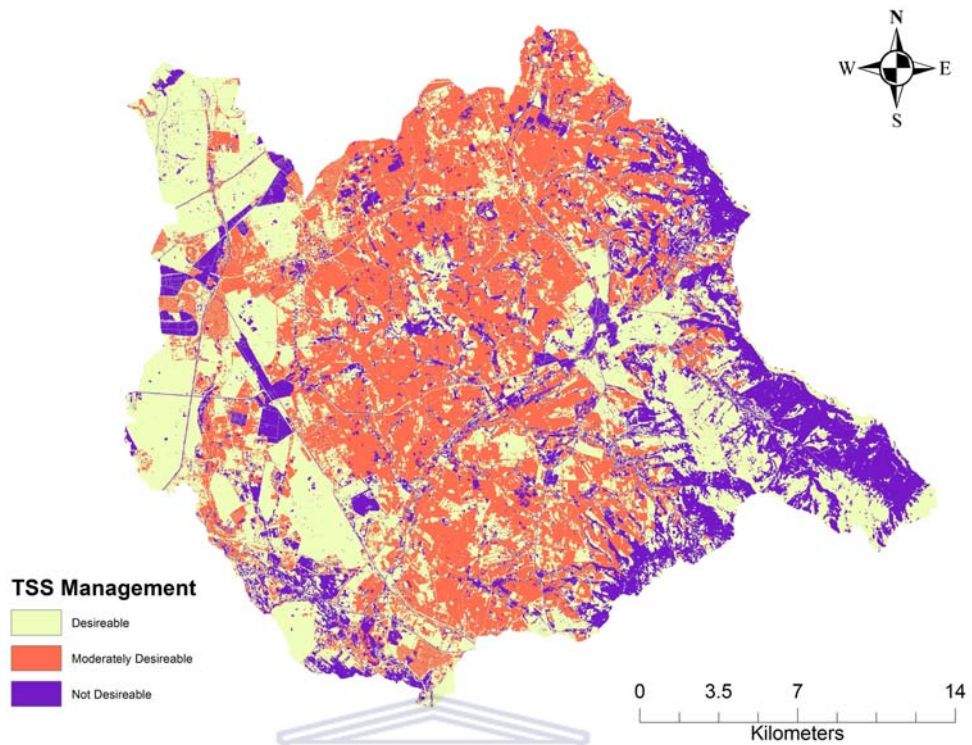 N
W E
S
TSS Management
Desireable
Moderately Desireable
Not Desireable
0 3.5 7 14
Kilometers